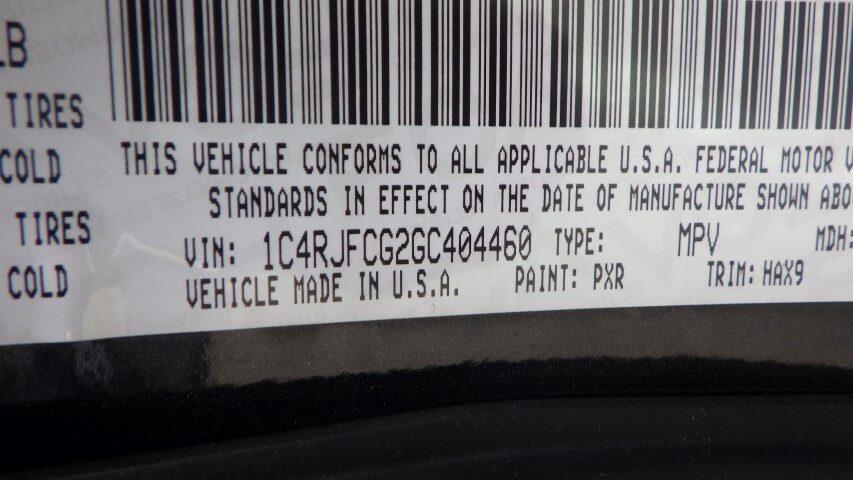 LB
TIRES
COLD
THIS VEHICLE CONFORMS TO ALL APPLICABLE U.S.A. FEDERAL MOTOR V
STANDARDS IN EFFECT ON THE DATE OF MANUFACTURE SHOWN ABO
TIRES
VIN: 1C4RJFCG2GC404460 TYPE: MPV MDH:
COLD
VEHICLE MADE IN U.S.A. PAINT: PXR TRIM: HAX9